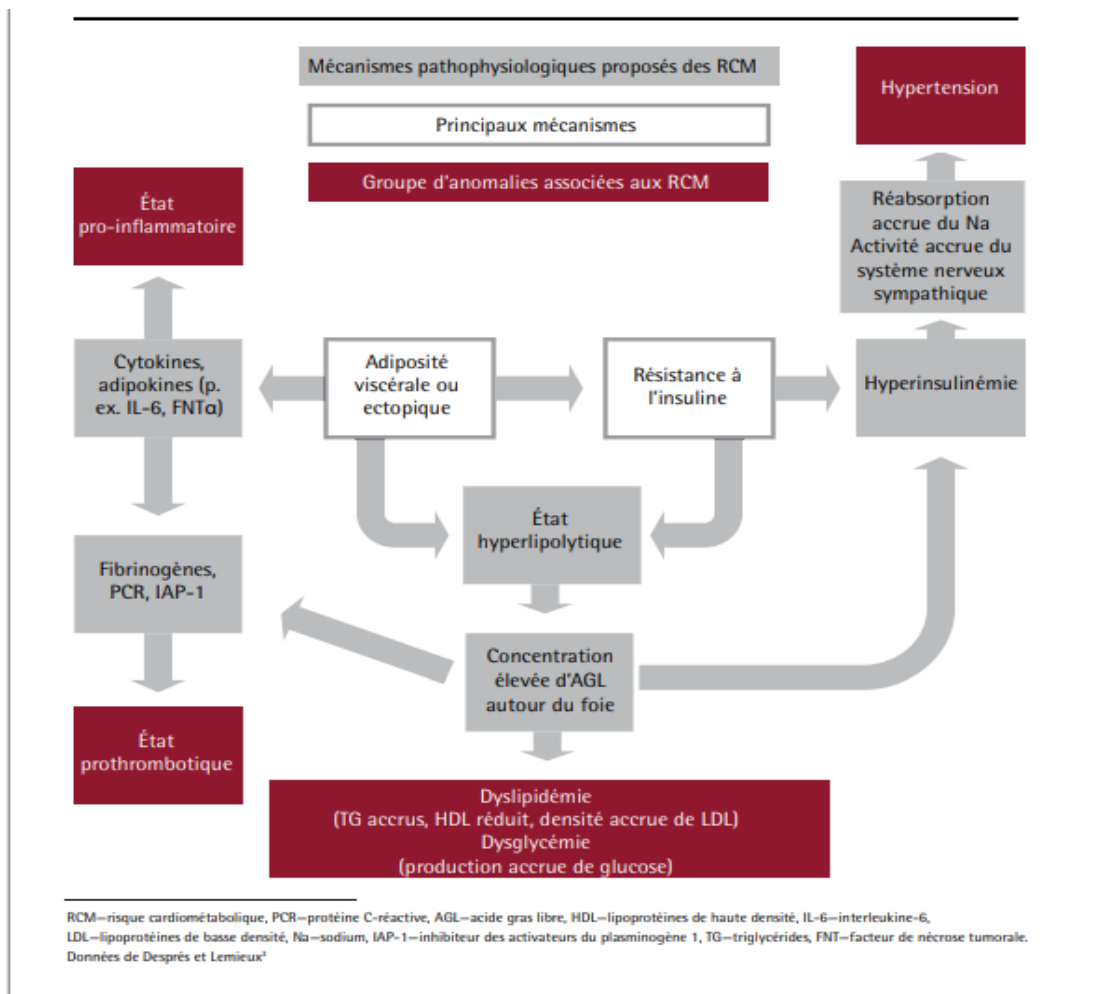 Mécanismes pathophysiologiques proposés des RCM
Principaux mécanismes
Groupe d'anomalies associées aux RCM
Hypertension
État
pro-inflammatoire
Réabsorption
accrue du Na
Activité accrue du
système nerveux
sympathique
Cytokines,
adipokines (p.
ex. IL-6, FNTα)
Adiposité
viscérale ou
ectopique
Résistance à
l'insuline
Hyperinsulinémie
État
hyperlipolytique
Fibrinogènes,
PCR, IAP-1
Concentration
élevée d'AGL
autour du foie
État
prothrombotique
Dyslipidémie
(TG accrus, HDL réduit, densité accrue de LDL)
Dysglycémie
(production accrue de glucose)
RCM—risque cardiométabolique, PCR—protéine C-réactive, AGL—acide gras libre, HDL—lipoprotéines de haute densité, IL-6—interleukine-6,
LDL—lipoprotéines de basse densité, Na—sodium, IAP-1—inhibiteur des activateurs du plasminogène 1, TG—triglycérides, FNT—facteur de nécrose tumorale.
Données de Després et Lemieux³